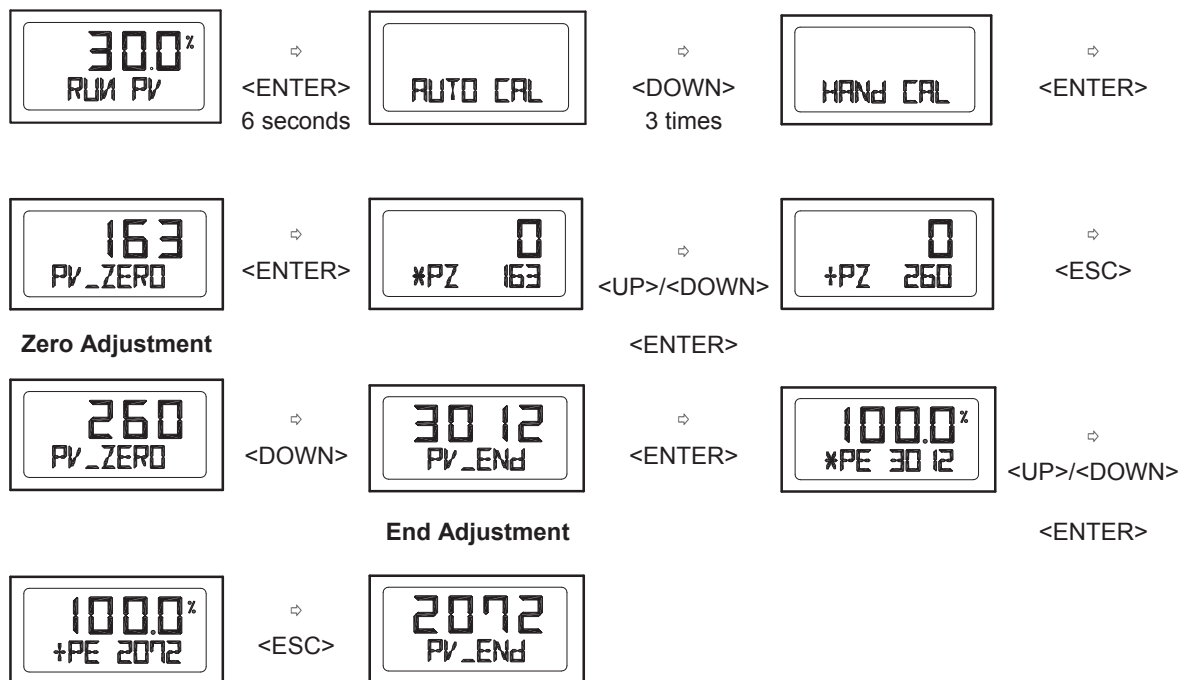 30.0%
RUN PV
⇨
<ENTER>
6 seconds
AUTO CAL
⇨
<DOWN>
3 times
HANd CAL
⇨
<ENTER>
163
PV_ZERO
⇨
<ENTER>
0
*PZ 163
⇨
<UP>/<DOWN>
<ENTER>
0
+PZ 260
⇨
<ESC>
Zero Adjustment
260
PV_ZERO
⇨
<DOWN>
3012
PV_ENd
⇨
<ENTER>
100.0%
*PE 3012
⇨
<UP>/<DOWN>
<ENTER>
End Adjustment
100.0%
+PE 2072
⇨
<ESC>
2072
PV_ENd